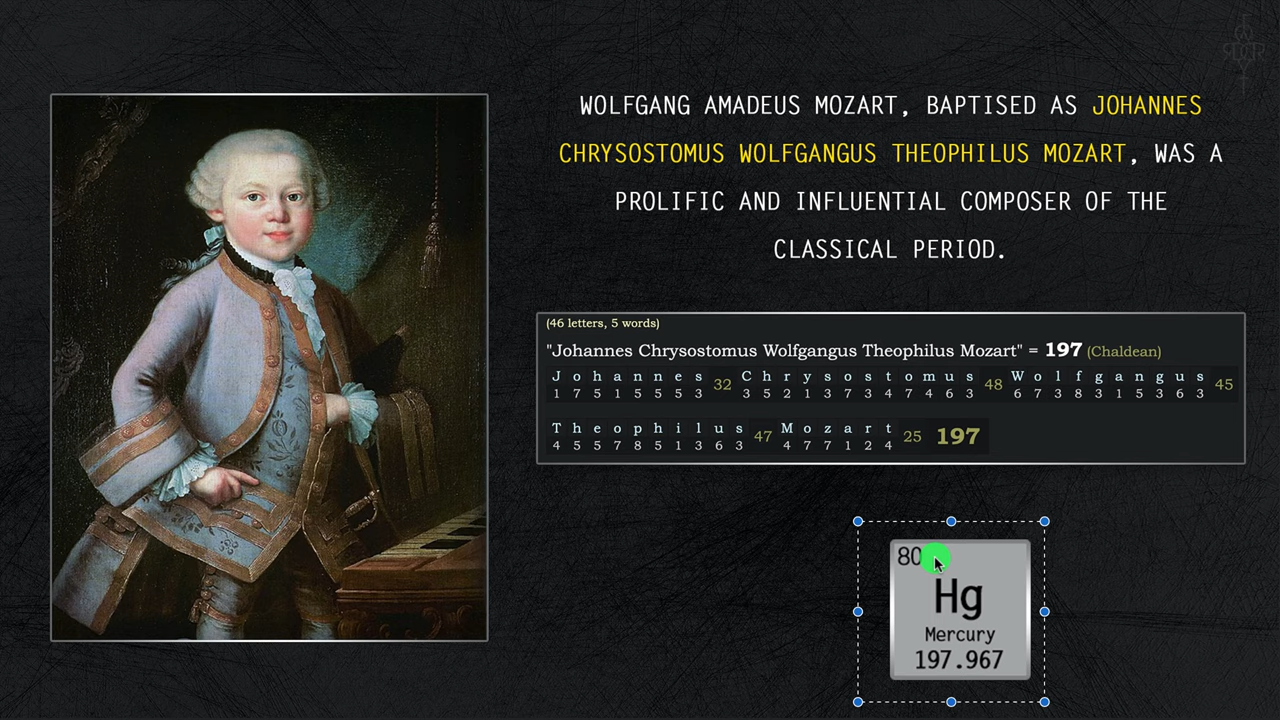 WOLFGANG AMADEUS MOZART, BAPTISED AS JOHANNES
CHRYSOSTOMUS WOLFGANGUS THEOPHILUS MOZART, WAS A
PROLIFIC AND INFLUENTIAL COMPOSER OF THE
CLASSICAL PERIOD.
(46 letters, 5 words)
"Johannes Chrysostomus Wolfgangus Theophilus Mozart" = 197 (Chaldean)
J o h a n n e s 32 C h r y s o s t o m u s 48 W o l f g a n g u s 45
1 7 5 1 5 5 5 3 3 5 2 1 3 7 3 4 7 4 6 3 6 7 3 8 3 1 5 3 6 3
T h e o p h i l u s 47 M o z a r t 25 197
4 5 5 7 8 5 1 3 6 3 4 7 7 1 2 4
80
Hg
Mercury
197.967